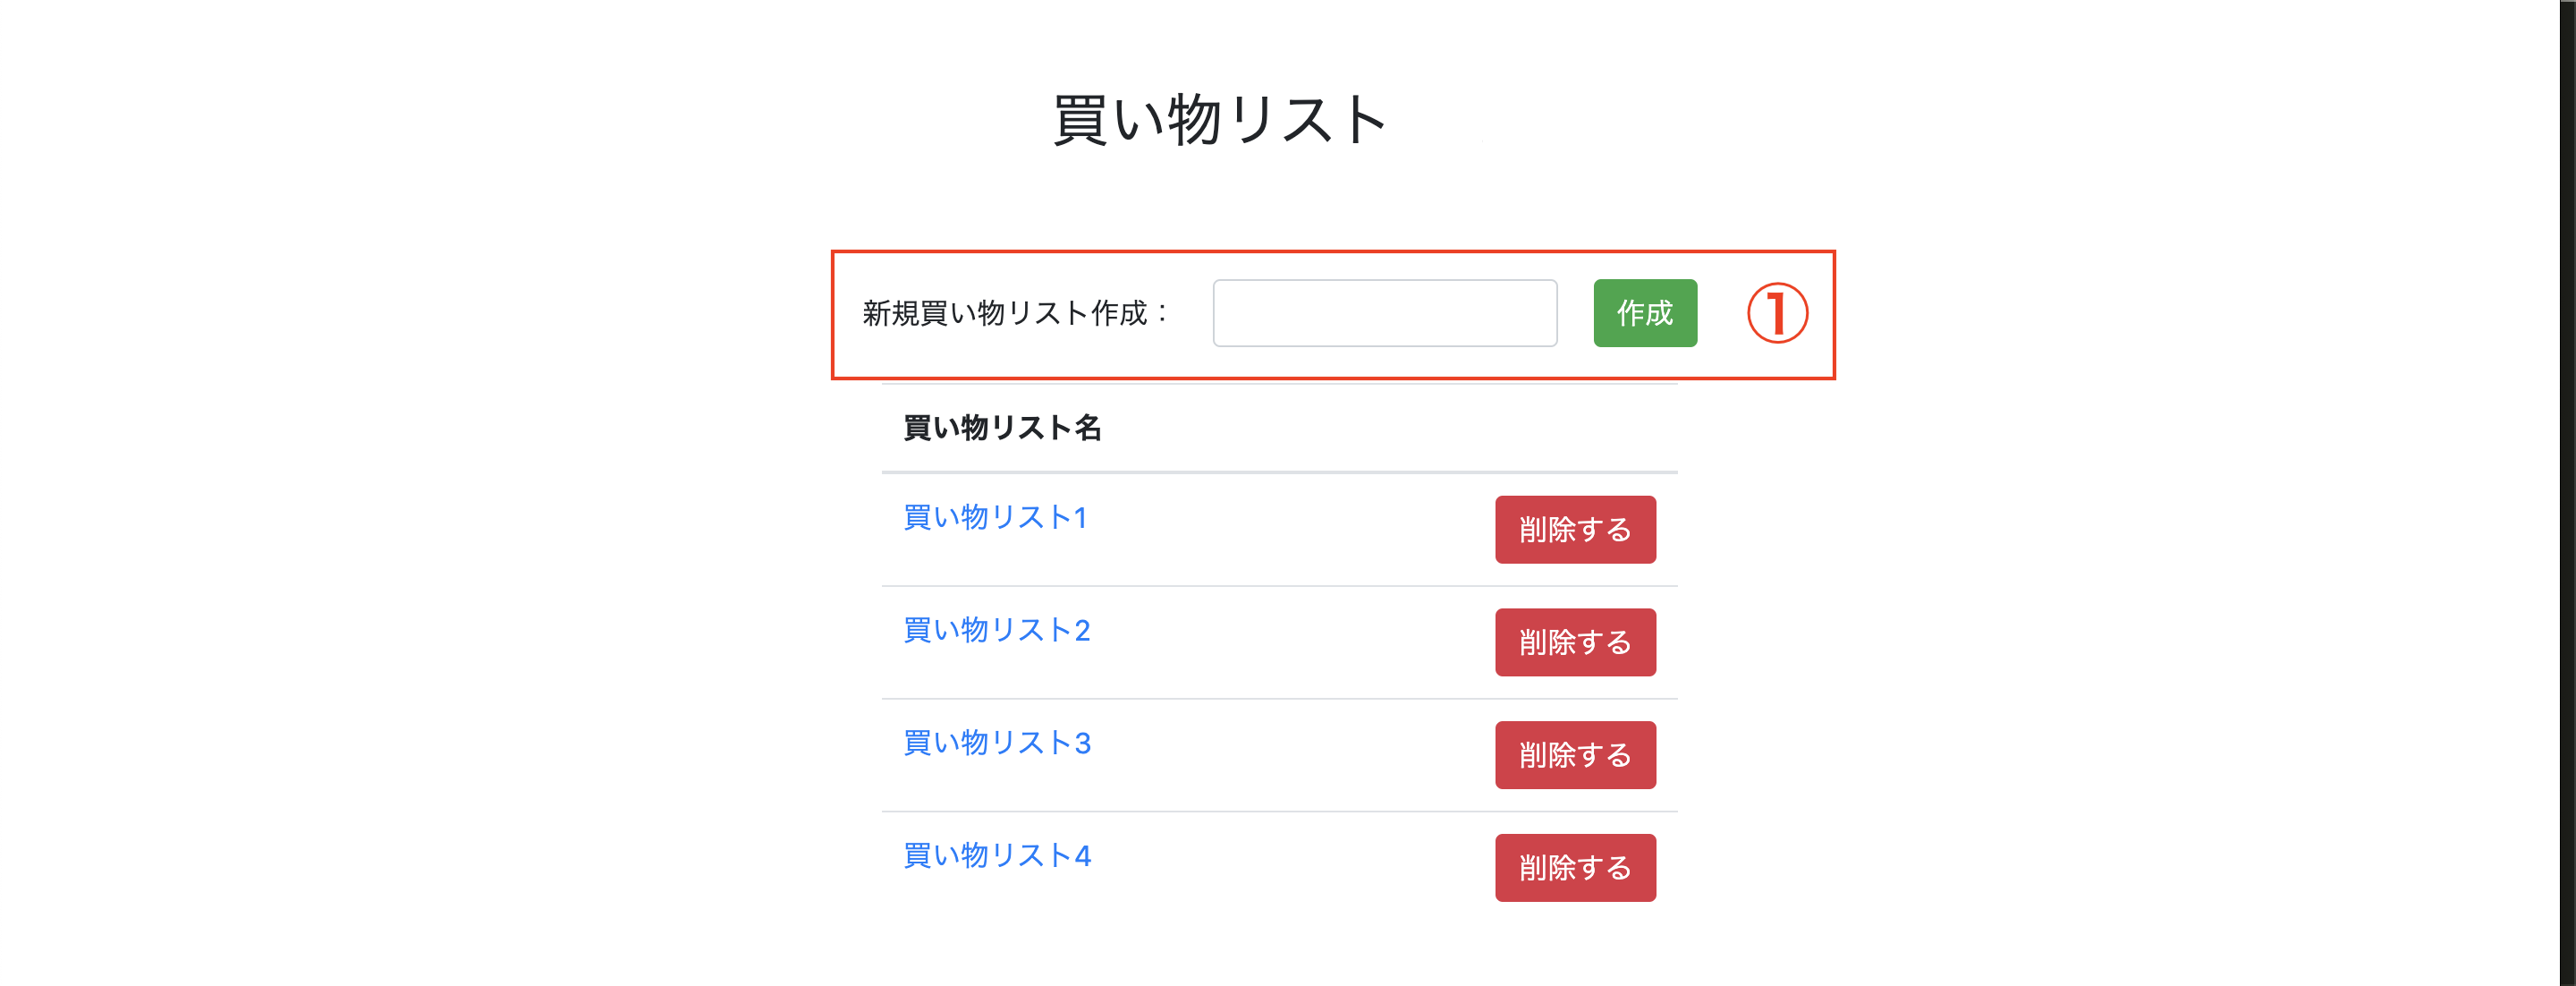 買い物リスト
新規買い物リスト作成： 作成 ①
買い物リスト名
買い物リスト1 削除する
買い物リスト2 削除する
買い物リスト3 削除する
買い物リスト4 削除する